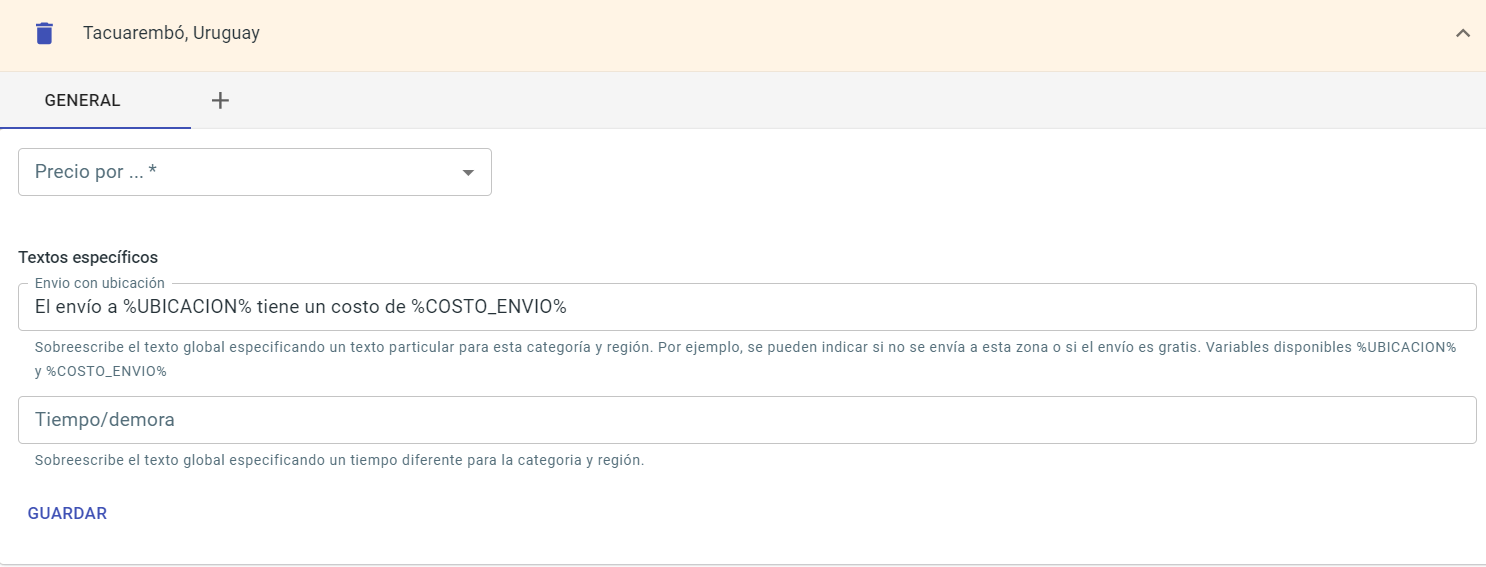 Tacuarembó, Uruguay
GENERAL
Precio por ... *
Textos específicos
Envio con ubicación
El envío a %UBICACION% tiene un costo de %COSTO_ENVIO%
Sobreescribe el texto global especificando un texto particular para esta categoría y región. Por ejemplo, se pueden indicar si no se envía a esta zona o si el envío es gratis. Variables disponibles %UBICACION%
y %COSTO_ENVIO%
Tiempo/demora
Sobreescribe el texto global especificando un tiempo diferente para la categoria y región.
GUARDAR